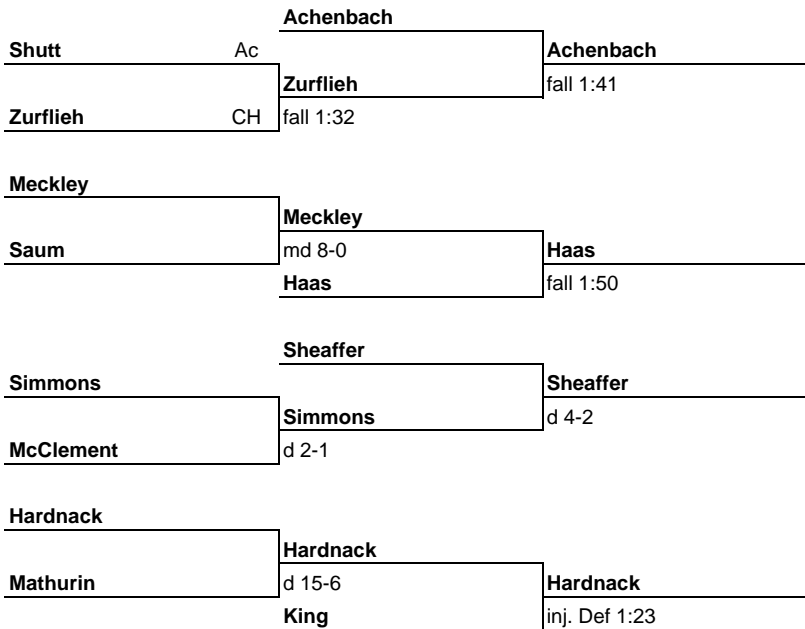 Achenbach
Shutt Ac Achenbach
Zurflieh fall 1:41
Zurflieh CH fall 1:32
Meckley
Meckley
Saum md 8-0 Haas
Haas fall 1:50
Sheaffer
Simmons Sheaffer
Simmons d 4-2
McClement d 2-1
Hardnack
Hardnack
Mathurin d 15-6 Hardnack
King inj. Def 1:23